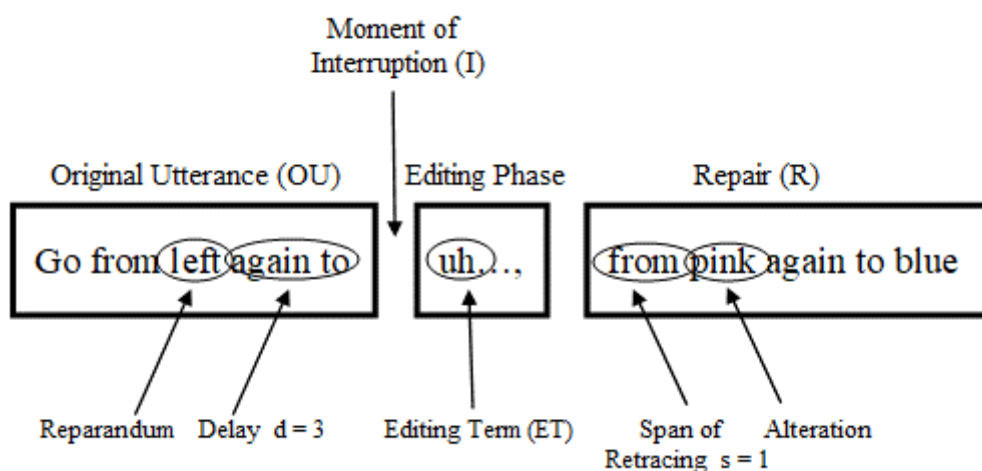 Moment of
Interruption (I)
Original Utterance (OU) Editing Phase Repair (R)
Go from left again to uh..., from pink again to blue
Reparandum Delay d = 3 Editing Term (ET) Span of Alteration
Retracing s = 1